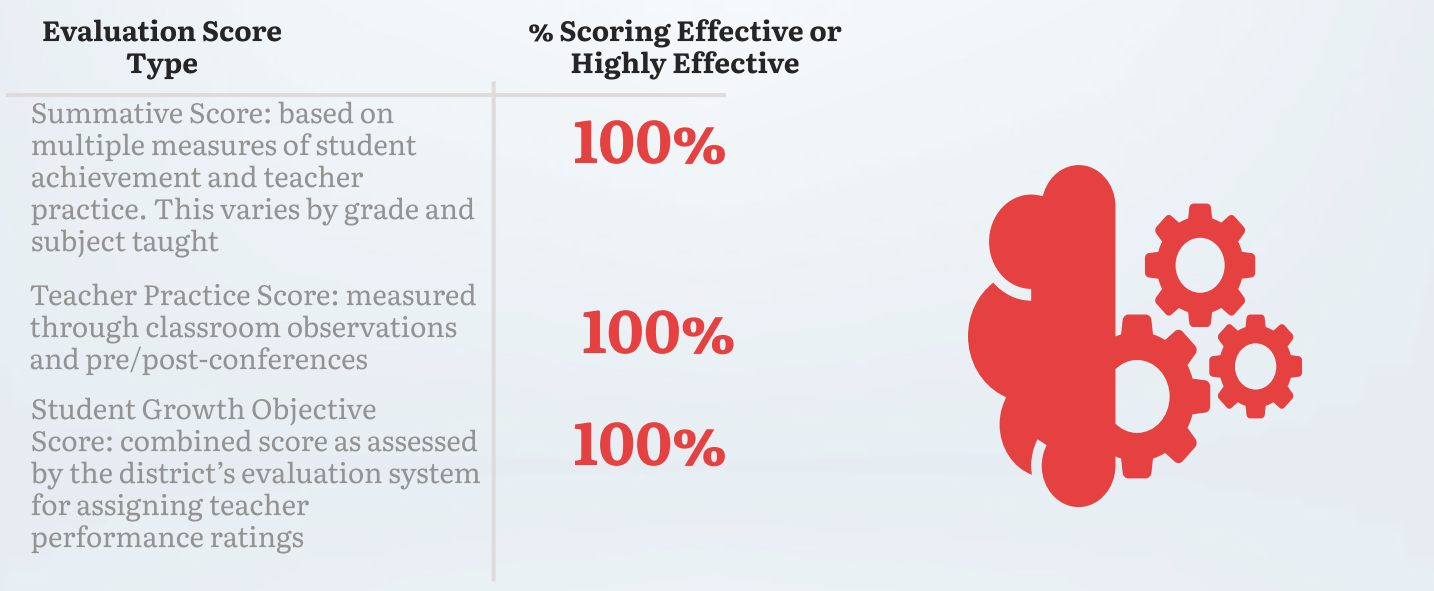 Evaluation Score
Type
% Scoring Effective or
Highly Effective
Summative Score: based on
multiple measures of student
achievement and teacher
practice. This varies by grade and
subject taught
100%
Teacher Practice Score: measured
through classroom observations
and pre/post-conferences
100%
Student Growth Objective
Score: combined score as assessed
by the district’s evaluation system
for assigning teacher
performance ratings
100%